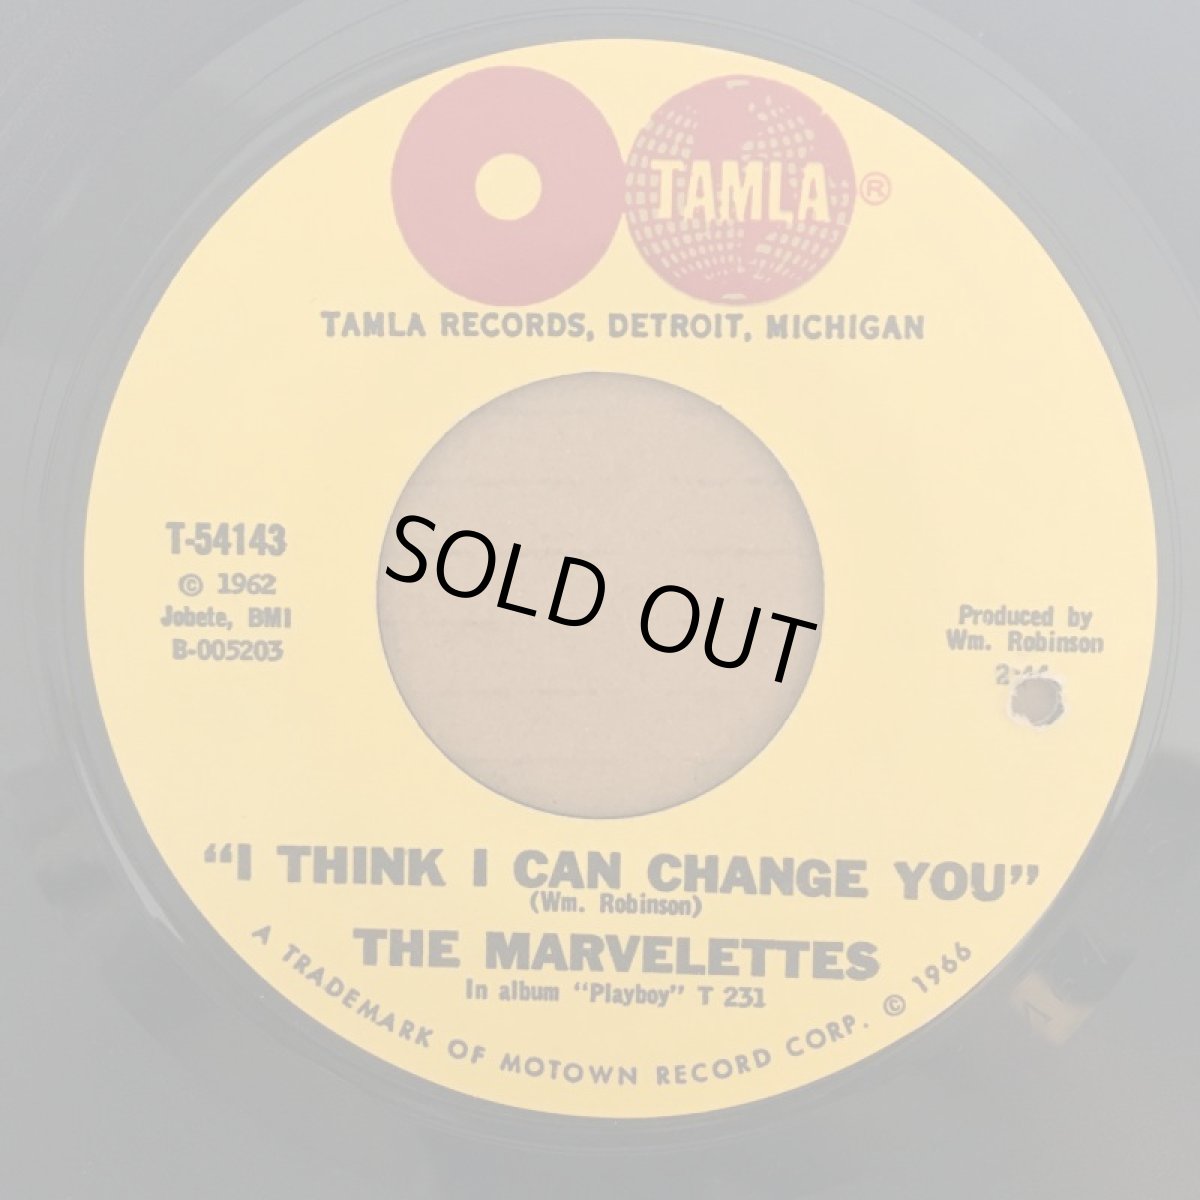 TAMLA ®
TAMLA RECORDS, DETROIT, MICHIGAN
T-54143
© 1962
Jobete, BMI
B-005203
SOLD OUT
Produced by
Wm. Robinson
"I THINK I CAN CHANGE YOU"
(Wm. Robinson)
THE MARVELETTES
In album "Playboy" T 231
A TRADEMARK OF MOTOWN RECORD CORP. © 1966